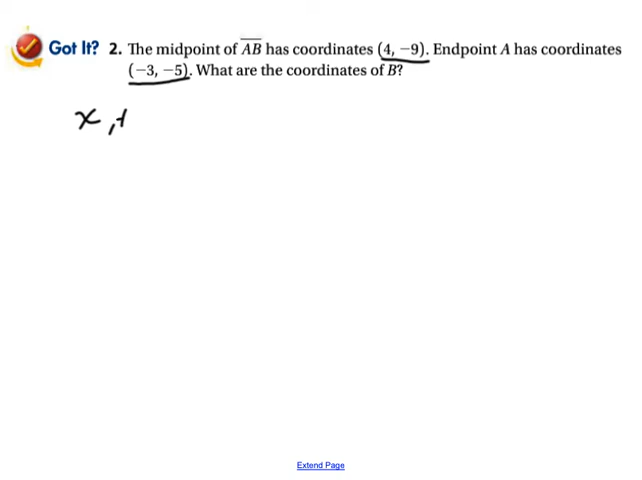 Got It? 2. The midpoint of AB has coordinates (4, −9). Endpoint A has coordinates
(−3, −5). What are the coordinates of B?
x ,
Extend Page